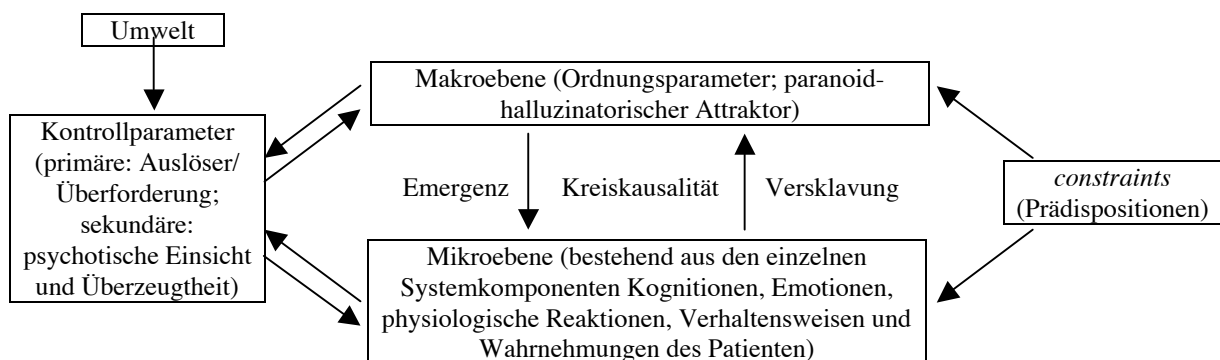 Umwelt
Makroebene (Ordnungsparameter; paranoid-
halluzinatorischer Attraktor)
Kontrollparameter
(primäre: Auslöser/
Überforderung;
sekundäre:
psychotische Einsicht
und Überzeugtheit)
Emergenz Kreiskausalität Versklavung
constraints
(Prädispositionen)
Mikroebene (bestehend aus den einzelnen
Systemkomponenten Kognitionen, Emotionen,
physiologische Reaktionen, Verhaltensweisen und
Wahrnehmungen des Patienten)